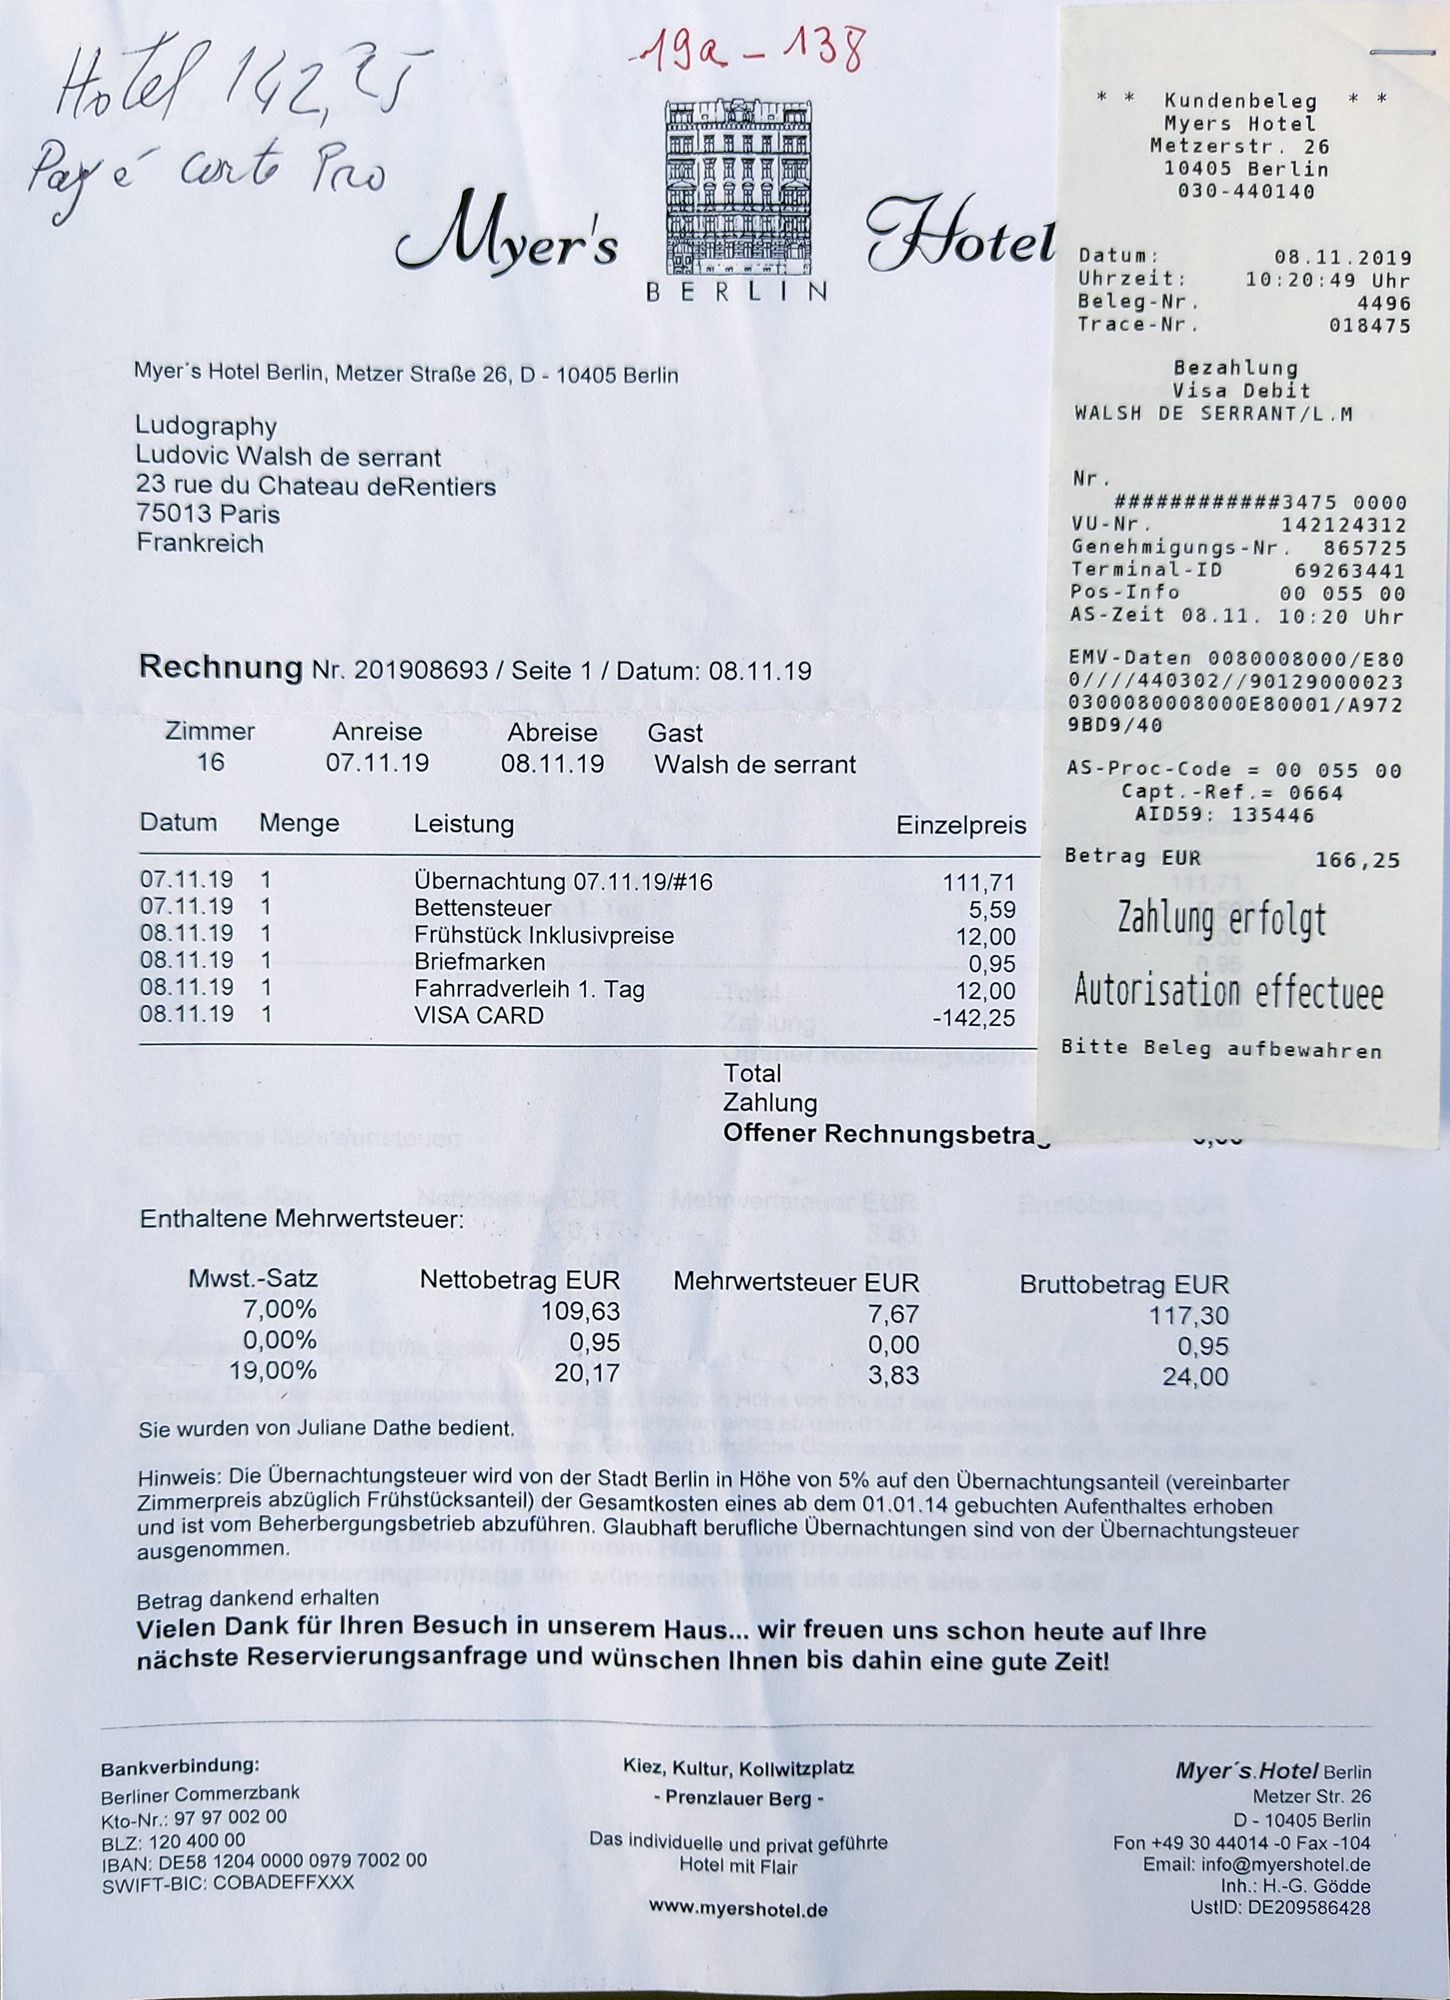 Hotel 142,25
Payé carte Pro
19a - 138
Myer's Hotel
BERLIN
Myer´s Hotel Berlin, Metzer Straße 26, D - 10405 Berlin
Ludography
Ludovic Walsh de serrant
23 rue du Chateau deRentiers
75013 Paris
Frankreich
Rechnung Nr. 201908693 / Seite 1 / Datum: 08.11.19
Zimmer Anreise Abreise Gast
16 07.11.19 08.11.19 Walsh de serrant
Datum Menge Leistung Einzelpreis
07.11.19 1 Übernachtung 07.11.19/#16 111,71
07.11.19 1 Bettensteuer 5,59
08.11.19 1 Frühstück Inklusivpreise 12,00
08.11.19 1 Briefmarken 0,95
08.11.19 1 Fahrradverleih 1. Tag 12,00
08.11.19 1 VISA CARD -142,25
Total
Zahlung
Offener Rechnungsbetrag
Enthaltene Mehrwertsteuer:
Mwst.-Satz Nettobetrag EUR Mehrwertsteuer EUR Bruttobetrag EUR
7,00% 109,63 7,67 117,30
0,00% 0,95 0,00 0,95
19,00% 20,17 3,83 24,00
Sie wurden von Juliane Dathe bedient.
Hinweis: Die Übernachtungsteuer wird von der Stadt Berlin in Höhe von 5% auf den Übernachtungsanteil (vereinbarter
Zimmerpreis abzüglich Frühstücksanteil) der Gesamtkosten eines ab dem 01.01.14 gebuchten Aufenthaltes erhoben
und ist vom Beherbergungsbetrieb abzuführen. Glaubhaft berufliche Übernachtungen sind von der Übernachtungsteuer
ausgenommen.
Betrag dankend erhalten
Vielen Dank für Ihren Besuch in unserem Haus... wir freuen uns schon heute auf Ihre
nächste Reservierungsanfrage und wünschen Ihnen bis dahin eine gute Zeit!
Bankverbindung:
Berliner Commerzbank
Kto-Nr.: 97 97 002 00
BLZ: 120 400 00
IBAN: DE58 1204 0000 0979 7002 00
SWIFT-BIC: COBADEFFXXX
Kiez, Kultur, Kollwitzplatz
- Prenzlauer Berg -
Das individuelle und privat geführte
Hotel mit Flair
www.myershotel.de
Myer´s Hotel Berlin
Metzer Str. 26
D - 10405 Berlin
Fon +49 30 44014 -0 Fax -104
Email: info@myershotel.de
Inh.: H.-G. Gödde
UstID: DE209586428
* * Kundenbeleg * *
Myers Hotel
Metzerstr. 26
10405 Berlin
030-440140
Datum: 08.11.2019
Uhrzeit: 10:20:49 Uhr
Beleg-Nr. 4496
Trace-Nr. 018475
Bezahlung
Visa Debit
WALSH DE SERRANT/L.M
Nr.
############3475 0000
VU-Nr. 142124312
Genehmigungs-Nr. 865725
Terminal-ID 69263441
Pos-Info 00 055 00
AS-Zeit 08.11. 10:20 Uhr
EMV-Daten 0080008000/E80
0////440302//90129000023
0300080008000E80001/A972
9BD9/40
AS-Proc-Code = 00 055 00
Capt.-Ref.= 0664
AID59: 135446
Betrag EUR 166,25
Zahlung erfolgt
Autorisation effectuee
Bitte Beleg aufbewahren